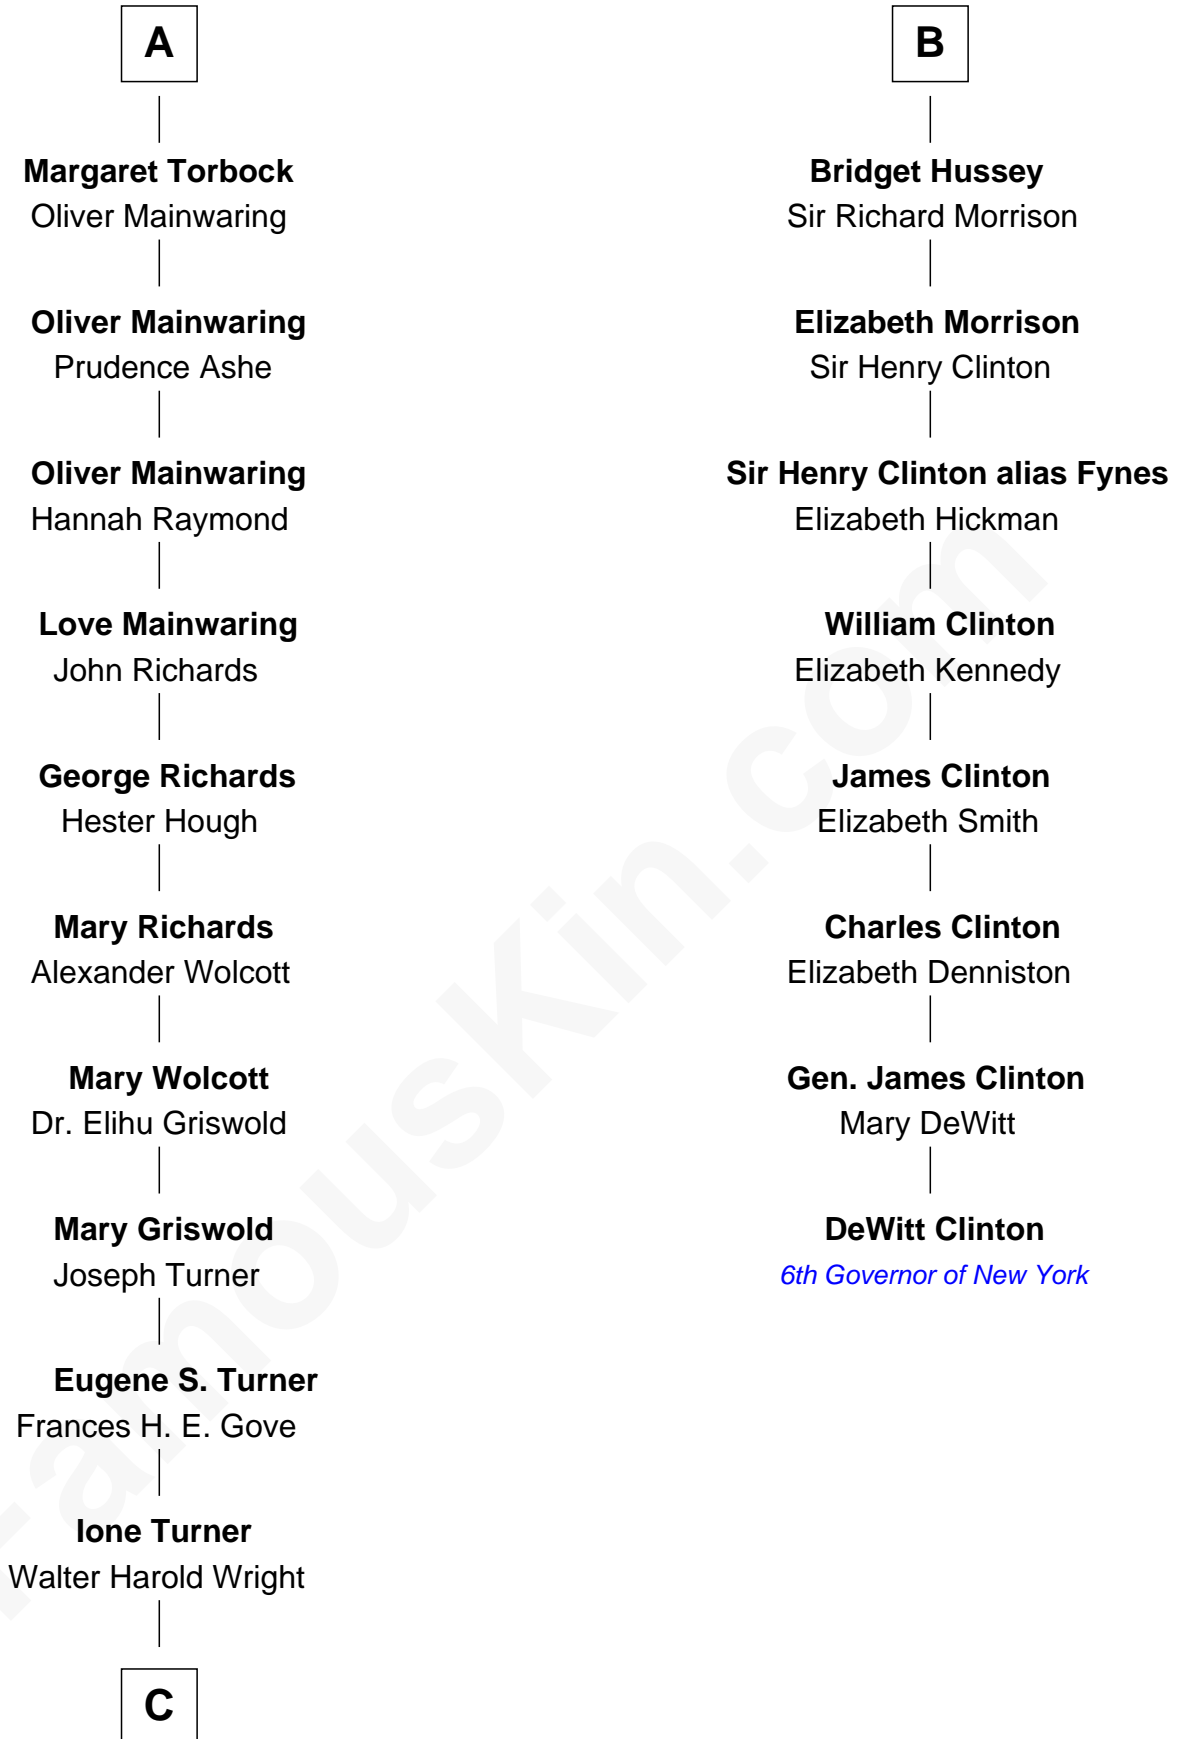 A
Margaret Torbock
Oliver Mainwaring
Oliver Mainwaring
Prudence Ashe
Oliver Mainwaring
Hannah Raymond
Love Mainwaring
John Richards
George Richards
Hester Hough
Mary Richards
Alexander Wolcott
Mary Wolcott
Dr. Elihu Griswold
Mary Griswold
Joseph Turner
Eugene S. Turner
Frances H. E. Gove
Ione Turner
Walter Harold Wright
C
B
Bridget Hussey
Sir Richard Morrison
Elizabeth Morrison
Sir Henry Clinton
Sir Henry Clinton alias Fynes
Elizabeth Hickman
William Clinton
Elizabeth Kennedy
James Clinton
Elizabeth Smith
Charles Clinton
Elizabeth Denniston
Gen. James Clinton
Mary DeWitt
DeWitt Clinton
6th Governor of New York
FamousKin.com